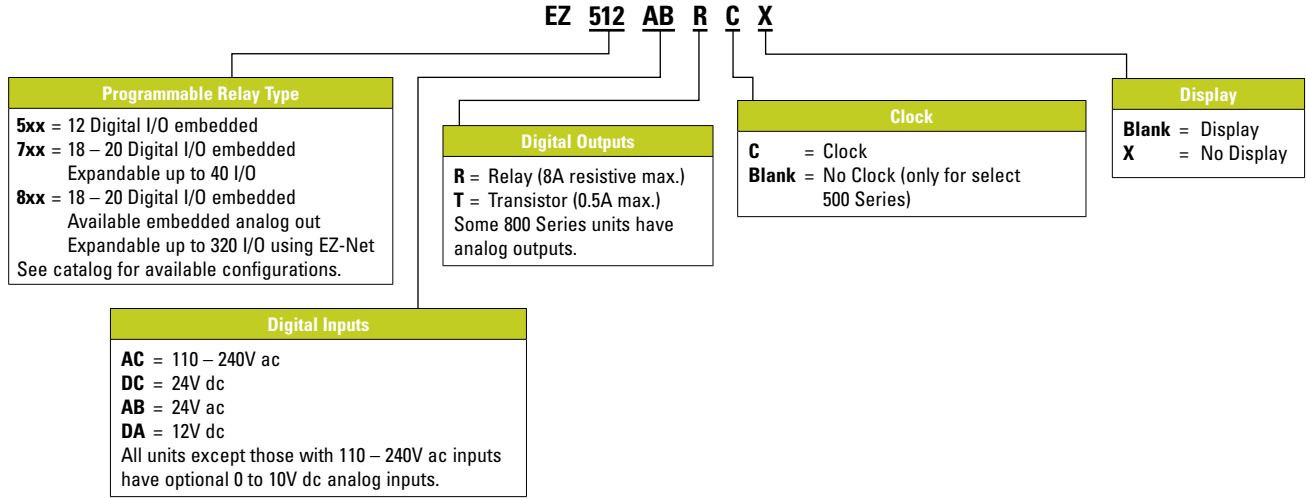 EZ 512 AB R C X
Programmable Relay Type
5xx = 12 Digital I/O embedded
7xx = 18 – 20 Digital I/O embedded
Expandable up to 40 I/O
8xx = 18 – 20 Digital I/O embedded
Available embedded analog out
Expandable up to 320 I/O using EZ-Net
See catalog for available configurations.
Digital Inputs
AC = 110 – 240V ac
DC = 24V dc
AB = 24V ac
DA = 12V dc
All units except those with 110 – 240V ac inputs
have optional 0 to 10V dc analog inputs.
Digital Outputs
R = Relay (8A resistive max.)
T = Transistor (0.5A max.)
Some 800 Series units have
analog outputs.
Clock
C = Clock
Blank = No Clock (only for select
500 Series)
Display
Blank = Display
X = No Display